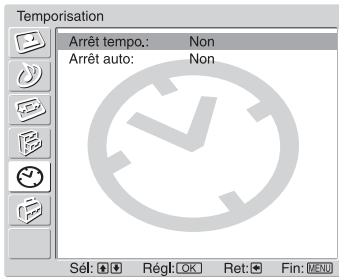 Temporisation
Arrêt tempo.: Non
Arrêt auto: Non
Sél: Régl: OK Ret: Fin: MENU